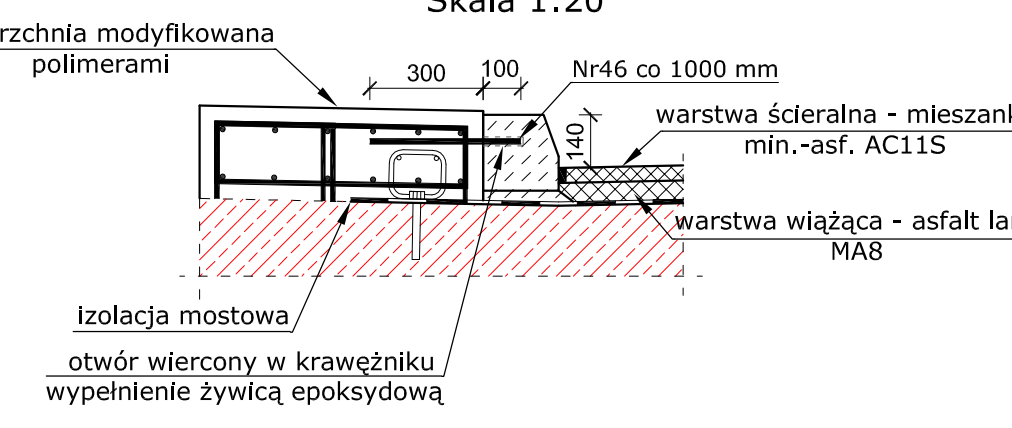 Skala 1:20
rzchnia modyfikowana
polimerami
300
100
Nr46 co 1000 mm
140
warstwa ścieralna - mieszank
min.-asf. AC11S
warstwa wiążąca - asfalt la
MA8
izolacja mostowa
otwór wiercony w krawężniku
wypełnienie żywicą epoksydową